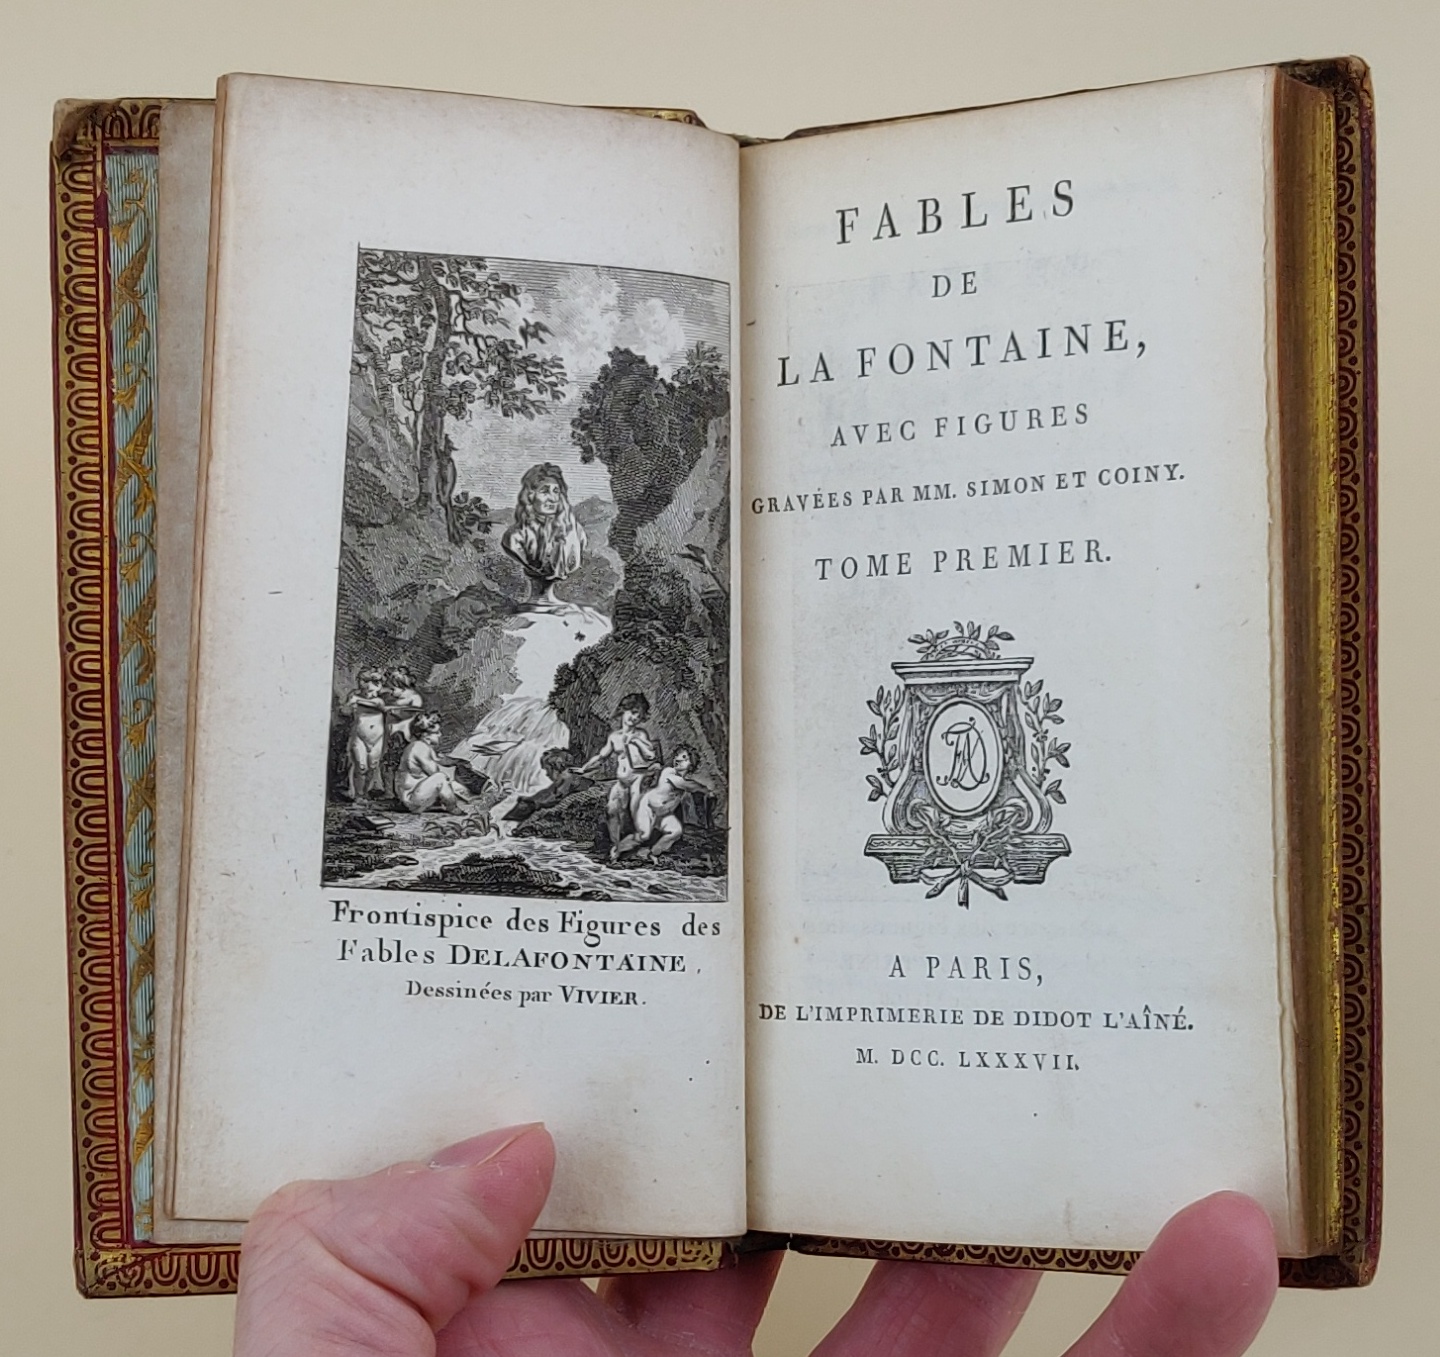 Frontispice des Figures des
Fables DELAFONTAINE,
Dessinées par VIVIER.
FABLES
DE
LA FONTAINE,
AVEC FIGURES
GRAVÉES PAR MM. SIMON ET COINY.
TOME PREMIER.
A PARIS,
DE L'IMPRIMERIE DE DIDOT L'AÎNÉ.
M. DCC. LXXXVII.